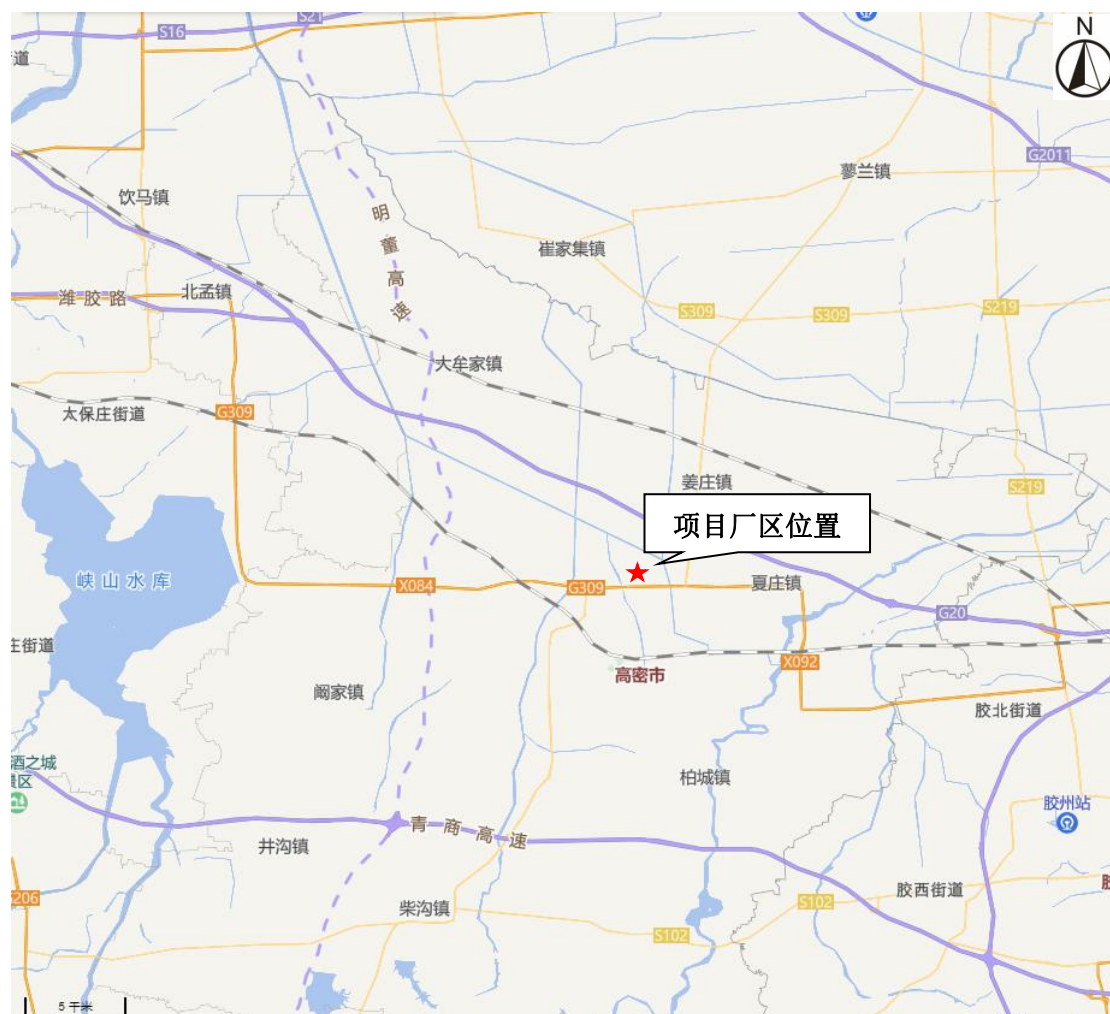 S21
S16
N
街道
G2011
蓼兰镇
饮马镇
明董高速
崔家集镇
北孟镇
潍胶路
S309
S309
S219
大牟家镇
太保庄街道
G309
姜庄镇
S219
项目厂区位置
峡山水库
X084
G309
夏庄镇
G20
庄街道
高密市
X092
阚家镇
胶北街道
酒之城
景区
柏城镇
胶州站
青商高速
井沟镇
胶西街道
206
柴沟镇
S102
S102
5 千米